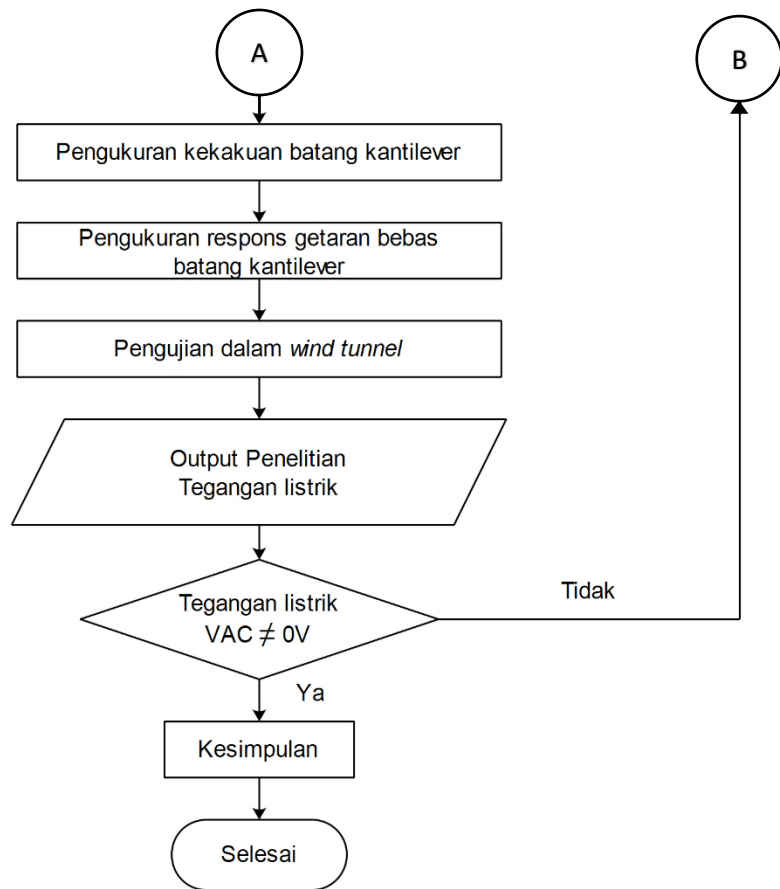 A
B
Pengukuran kekakuan batang kantilever
Pengukuran respons getaran bebas
batang kantilever
Pengujian dalam wind tunnel
Output Penelitian
Tegangan listrik
Tegangan listrik
VAC ≠ 0V
Tidak
Ya
Kesimpulan
Selesai